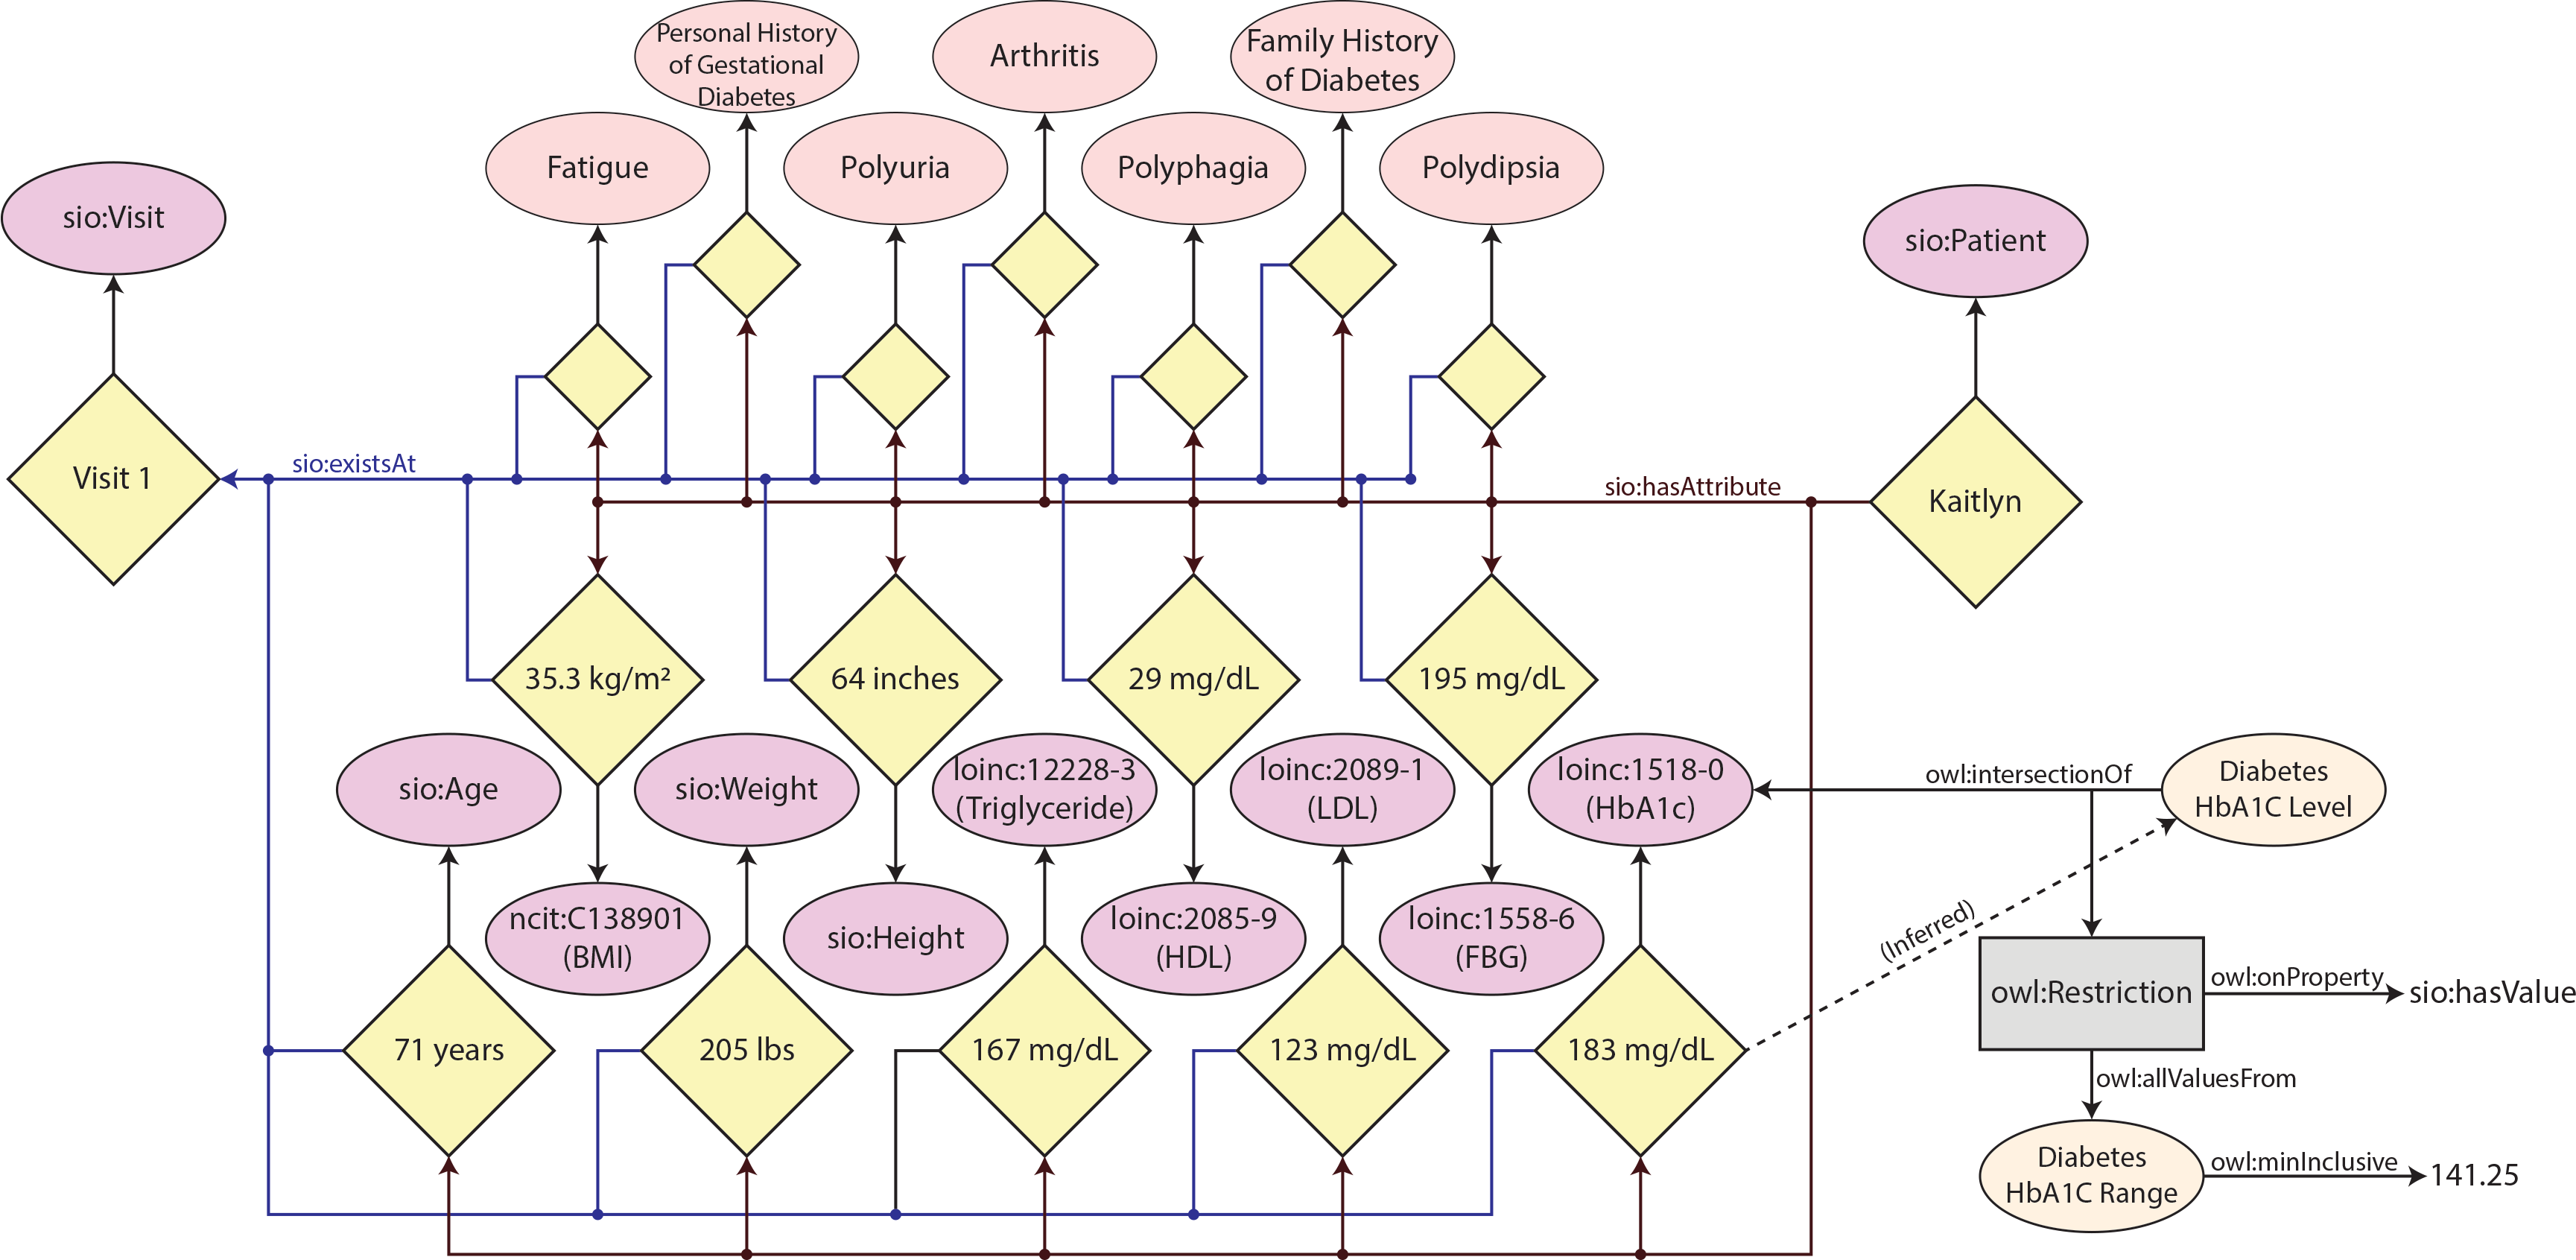 Personal History
of Gestational
Diabetes
Arthritis
Family History
of Diabetes
Fatigue
Polyuria
Polyphagia
Polydipsia
sio:Visit
sio:Patient
sio:existsAt
Visit 1
sio:hasAttribute
Kaitlyn
35.3 kg/m²
64 inches
29 mg/dL
195 mg/dL
sio:Age
sio:Weight
loinc:12228-3
(Triglyceride)
loinc:2089-1
(LDL)
loinc:1518-0
(HbA1c)
owl:intersectionOf
Diabetes
HbA1C Level
ncit:C138901
(BMI)
sio:Height
loinc:2085-9
(HDL)
loinc:1558-6
(FBG)
(Inferred)
owl:Restriction
owl:onProperty
sio:hasValue
71 years
205 lbs
167 mg/dL
123 mg/dL
183 mg/dL
owl:allValuesFrom
Diabetes
HbA1C Range
owl:minInclusive
141.25